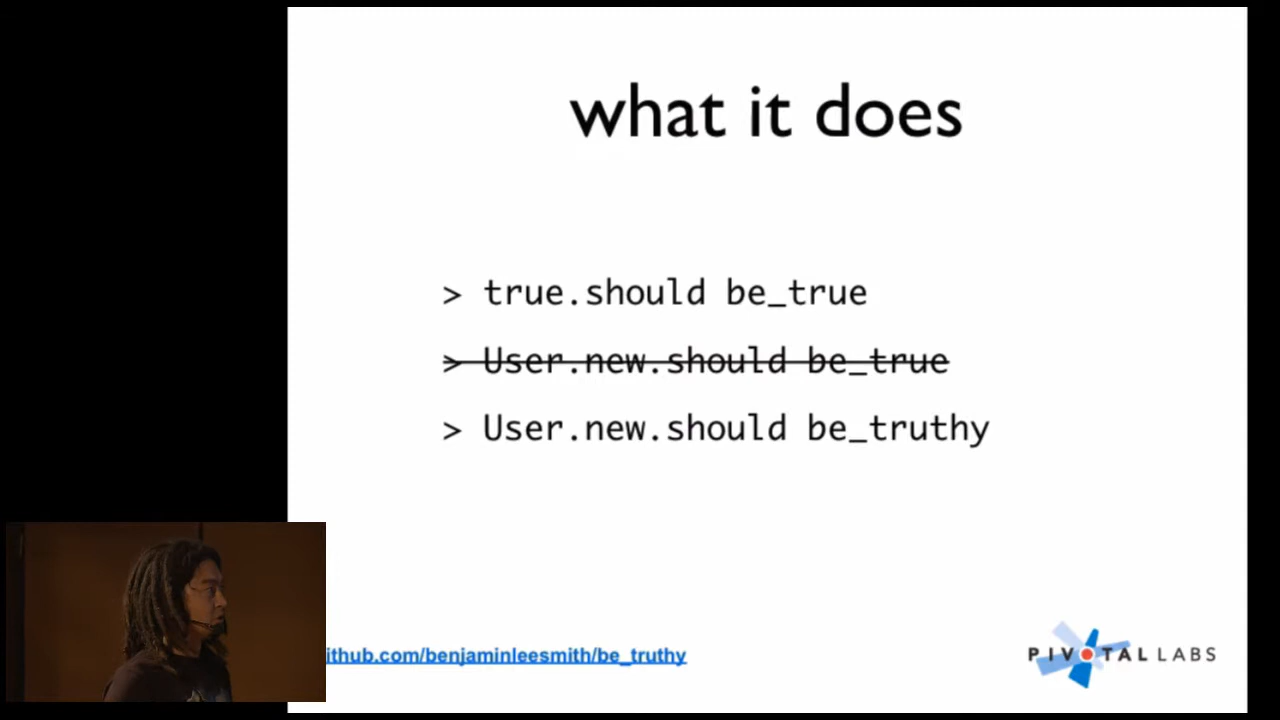 what it does
> true.should be_true
> User.new.should be_true
> User.new.should be_truthy
ithub.com/benjaminleesmith/be_truthy
PIVOTAL LABS